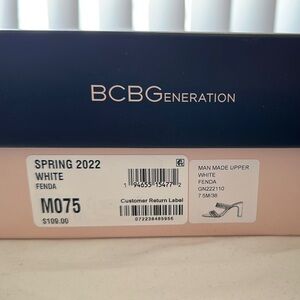 BCBGENERATION
SPRING 2022
WHITE
FENDA
M075
$109.00
1 94655 15477 2
Customer Return Label
072238485956
MAN MADE UPPER
WHITE
FENDA
GN222110
7.5M/38